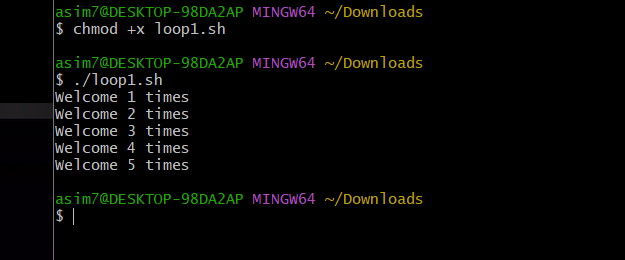 asim7@DESKTOP-98DA2AP MINGW64 ~/Downloads
$ chmod +x loop1.sh
asim7@DESKTOP-98DA2AP MINGW64 ~/Downloads
$ ./loop1.sh
Welcome 1 times
Welcome 2 times
Welcome 3 times
Welcome 4 times
Welcome 5 times
asim7@DESKTOP-98DA2AP MINGW64 ~/Downloads
$